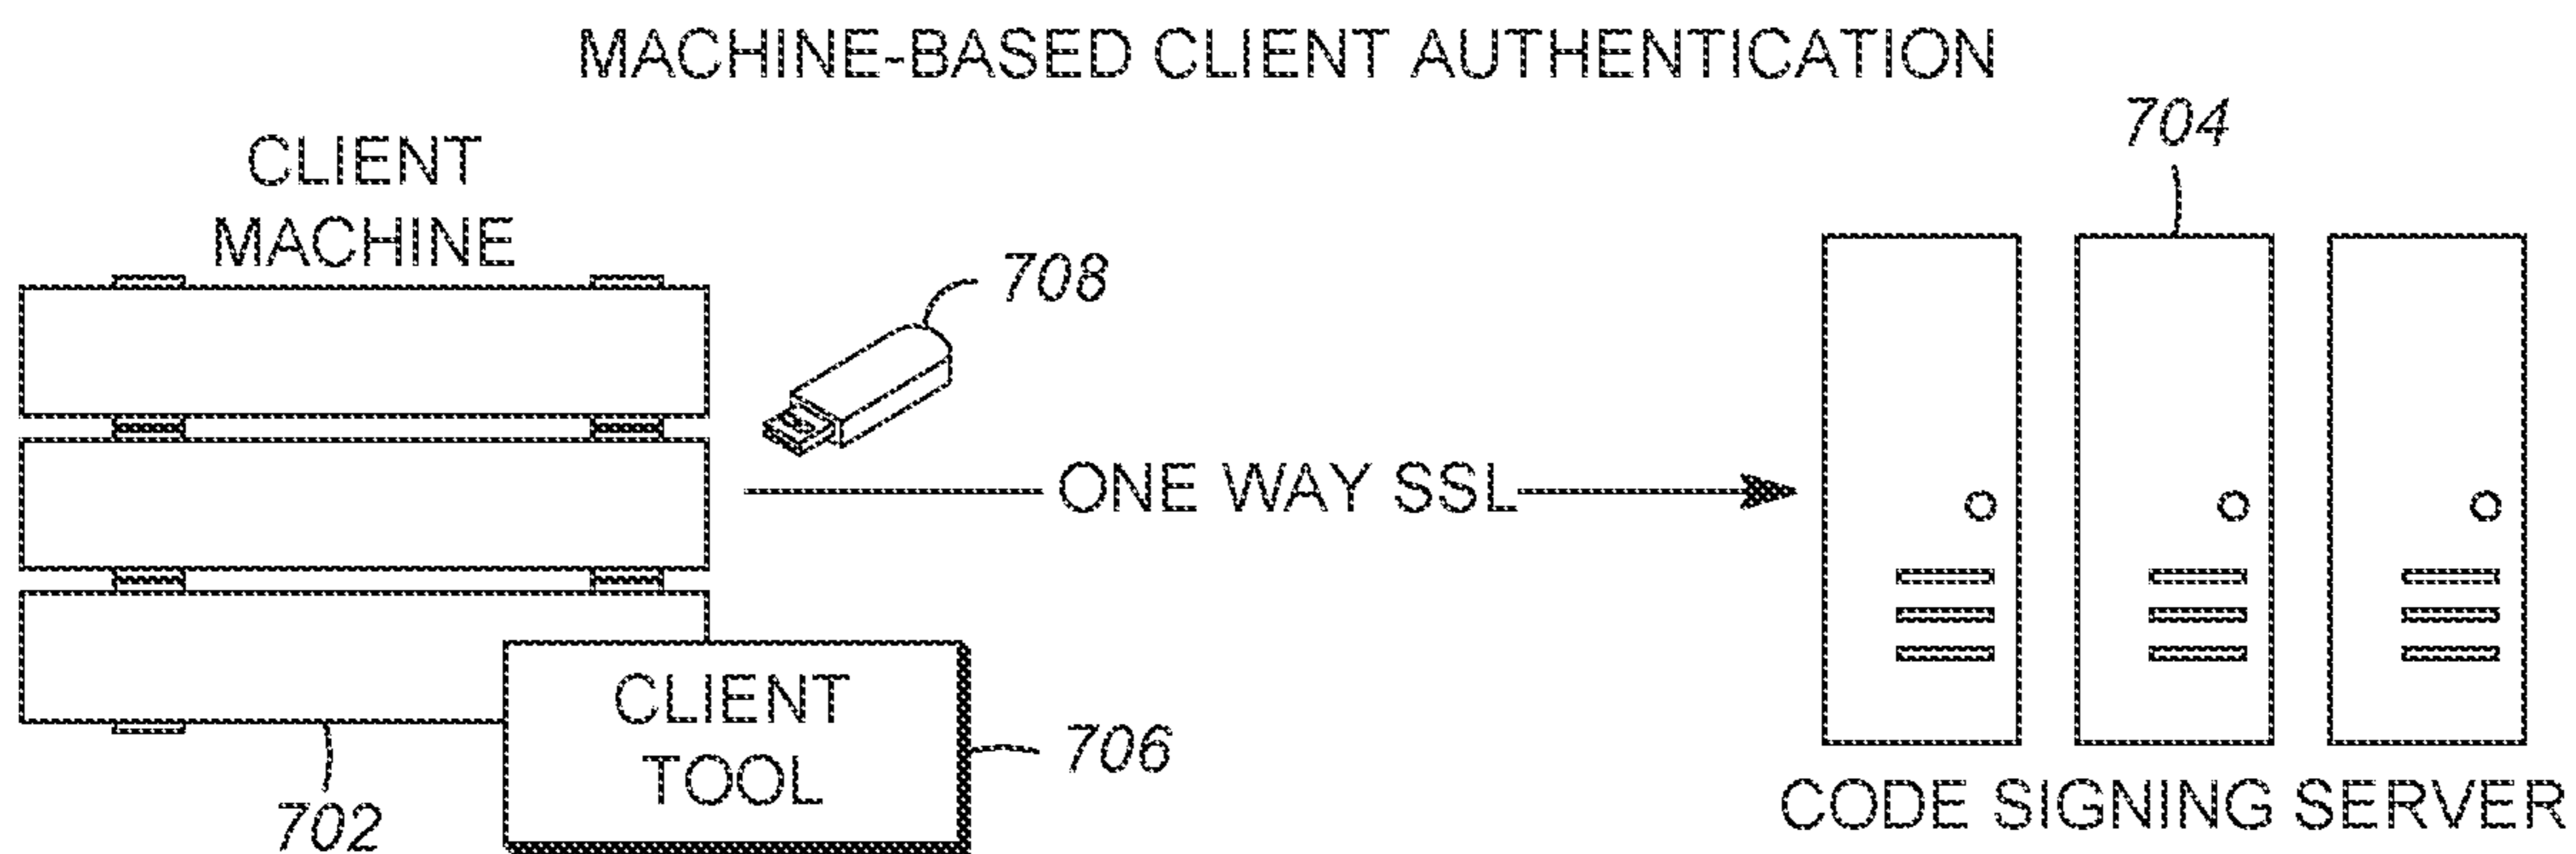 MACHINE-BASED CLIENT AUTHENTICATION
CLIENT
MACHINE
704
708
ONE WAY SSL
CLIENT
TOOL
706
702
CODE SIGNING SERVER